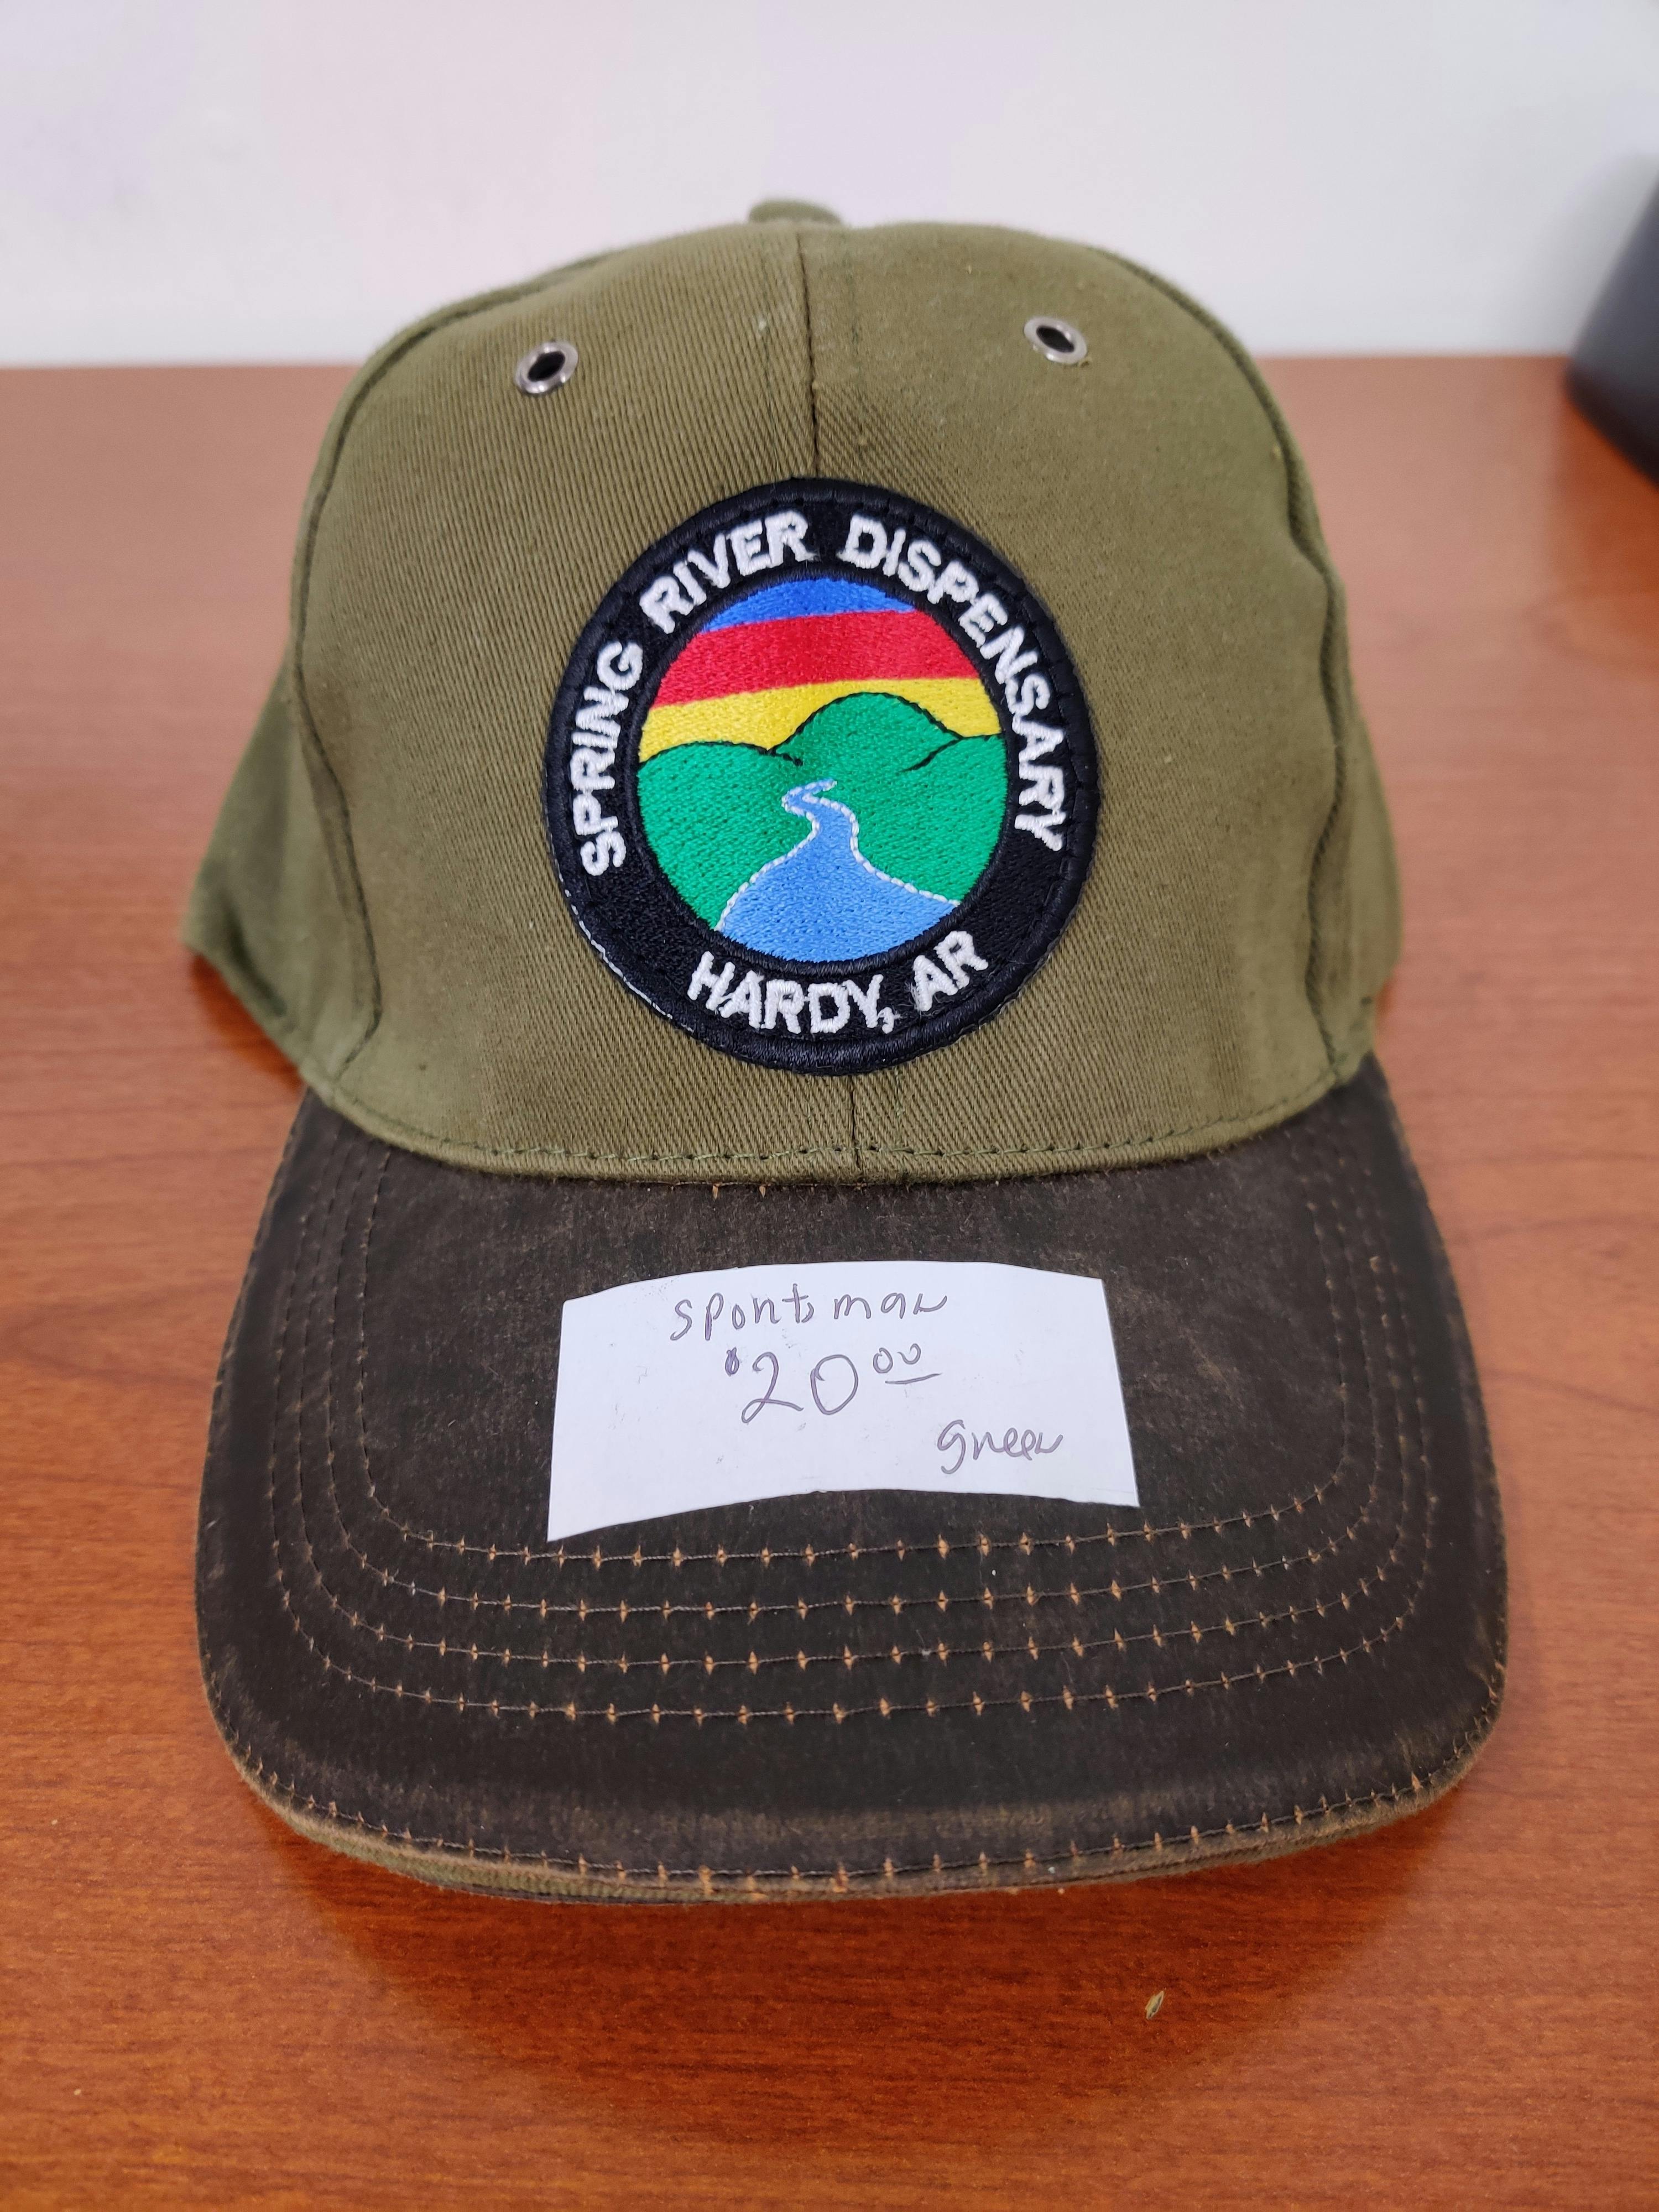 SPRING RIVER DISPENSARY
HARDY, AR
Sportsman
$20.00
green